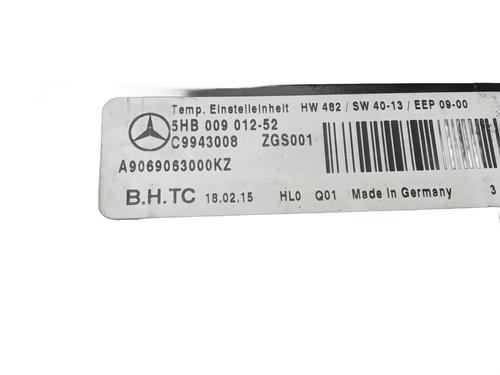 Temp. Einstelleinheit HW 482 / SW 40-13 / EEP 09-00
5HB 009 012-52
C9943008 ZGS001
A9069063000KZ
B.H.TC 18.02.15 HL0 Q01 Made in Germany 3